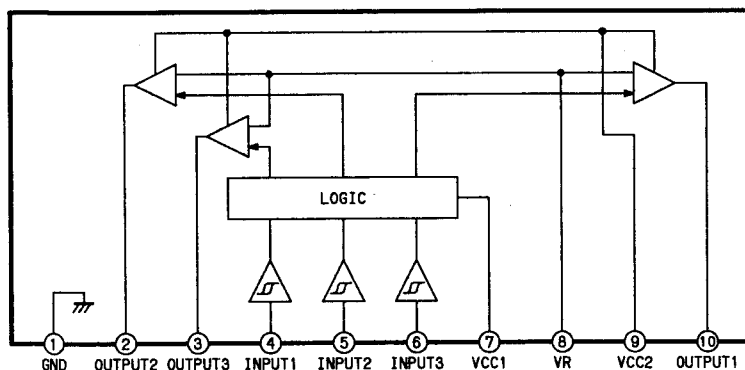 LOGIC
1 2 3 4 5 6 7 8 9 10
GND OUTPUT2 OUTPUT3 INPUT1 INPUT2 INPUT3 VCC1 VR VCC2 OUTPUT1